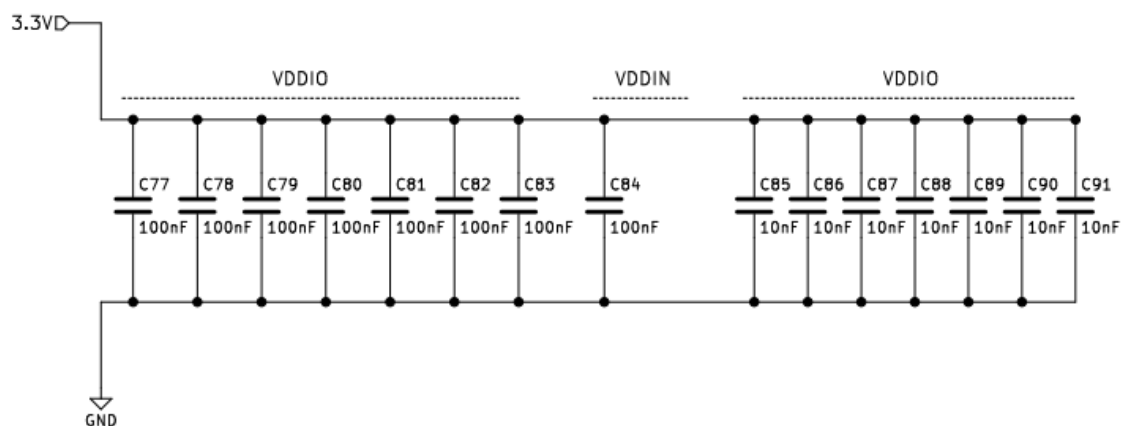 3.3V
VDDIO VDDIN VDDIO
C77 C78 C79 C80 C81 C82 C83 C84 C85 C86 C87 C88 C89 C90 C91
100nF 100nF 100nF 100nF 100nF 100nF 100nF 100nF 10nF 10nF 10nF 10nF 10nF 10nF 10nF
GND